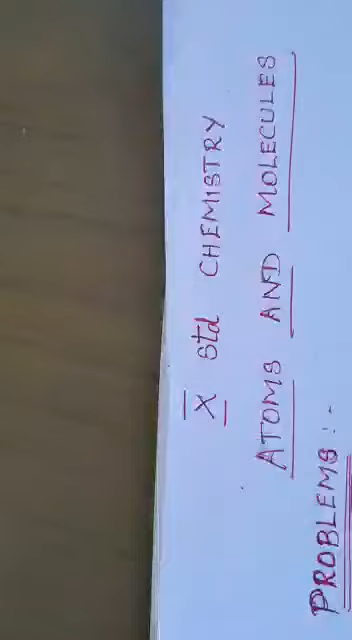 X Std CHEMISTRY
ATOMS AND MOLECULES
PROBLEMS :-